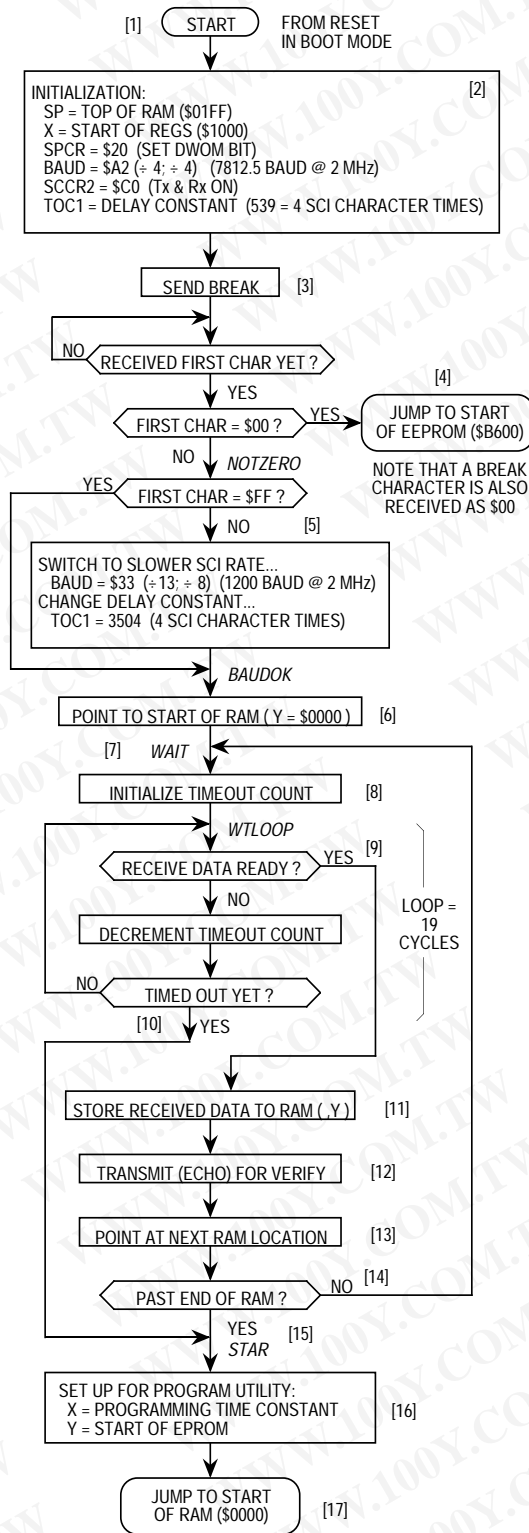 [1]
START
FROM RESET
IN BOOT MODE
INITIALIZATION:
[2]
SP = TOP OF RAM ($01FF)
X = START OF REGS ($1000)
SPCR = $20 (SET DWOM BIT)
BAUD = $A2 (÷ 4; ÷ 4) (7812.5 BAUD @ 2 MHz)
SCCR2 = $C0 (Tx & Rx ON)
TOC1 = DELAY CONSTANT (539 = 4 SCI CHARACTER TIMES)
SEND BREAK
[3]
NO
RECEIVED FIRST CHAR YET ?
YES
[4]
FIRST CHAR = $00 ?
YES
JUMP TO START
OF EEPROM ($B600)
NO
NOTZERO
NOTE THAT A BREAK
CHARACTER IS ALSO
RECEIVED AS $00
YES
FIRST CHAR = $FF ?
NO
[5]
SWITCH TO SLOWER SCI RATE...
BAUD = $33 (÷13; ÷ 8) (1200 BAUD @ 2 MHz)
CHANGE DELAY CONSTANT...
TOC1 = 3504 (4 SCI CHARACTER TIMES)
BAUDOK
POINT TO START OF RAM ( Y = $0000 )
[6]
[7]
WAIT
INITIALIZE TIMEOUT COUNT
[8]
WTLOOP
RECEIVE DATA READY ?
YES
[9]
NO
LOOP =
19
CYCLES
DECREMENT TIMEOUT COUNT
NO
TIMED OUT YET ?
[10]
YES
STORE RECEIVED DATA TO RAM ( ,Y )
[11]
TRANSMIT (ECHO) FOR VERIFY
[12]
POINT AT NEXT RAM LOCATION
[13]
PAST END OF RAM ?
NO
[14]
YES
[15]
STAR
SET UP FOR PROGRAM UTILITY:
X = PROGRAMMING TIME CONSTANT
Y = START OF EPROM
[16]
JUMP TO START
OF RAM ($0000)
[17]
WWW.100Y.COM.TW